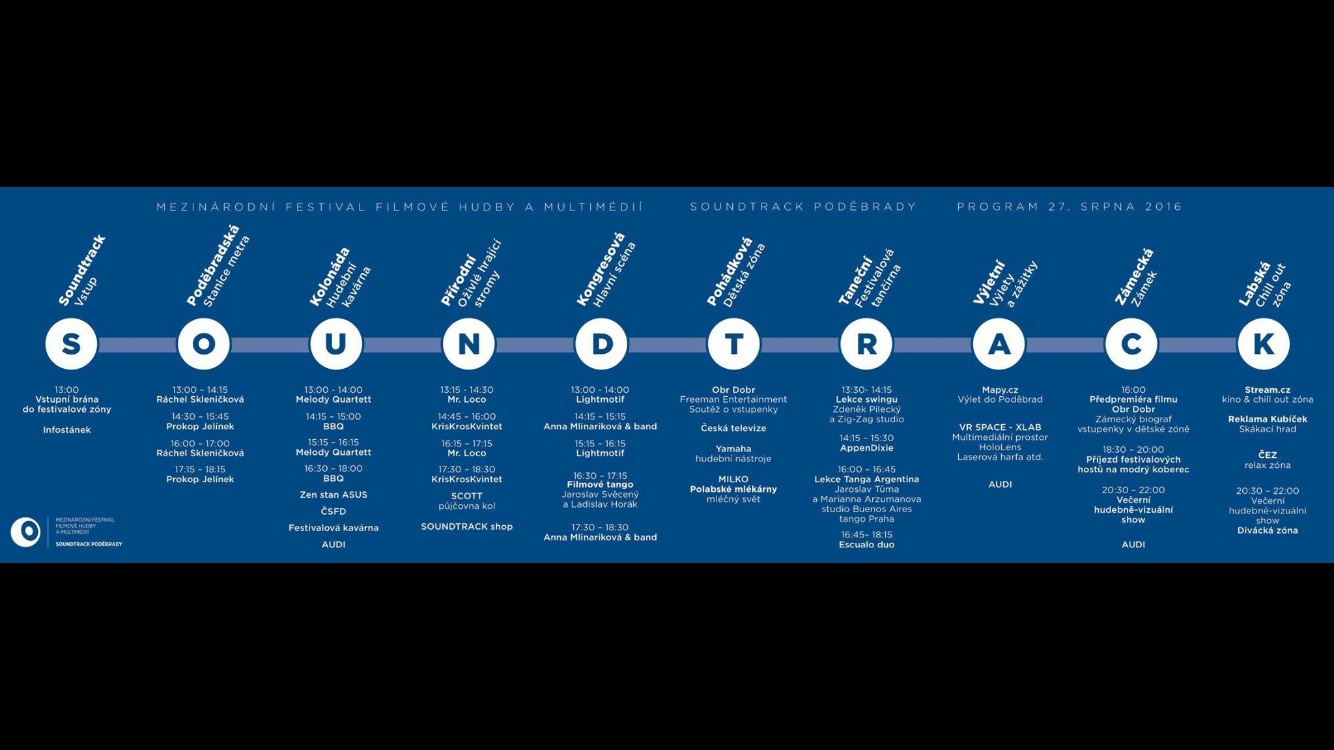 MEZINÁRODNÍ FESTIVAL FILMOVÉ HUDBY A MULTIMÉDIÍ SOUNDTRACK PODĚBRADY PROGRAM 27. SRPNA 2016
Soundtrack
Vstup
S
13:00
Vstupní brána
do festivalové zóny
Infostánek
Poděbradská
Stanice metra
O
13:00 – 14:15
Ráchel Skleničková
14:30 – 15:45
Prokop Jelínek
16:00 – 17:00
Ráchel Skleničková
17:15 – 18:15
Prokop Jelínek
Kolonáda
Hudební
kavárna
U
13:00 - 14:00
Melody Quartett
14:15 – 15:00
BBQ
15:15 – 16:15
Melody Quartett
16:30 – 18:00
BBQ
Zen stan ASUS
ČSFD
Festivalová kavárna
AUDI
Přírodní
Oživlé hrající
stromy
N
13:15 - 14:30
Mr. Loco
14:45 – 16:00
KrisKrosKvintet
16:15 – 17:15
Mr. Loco
17:30 – 18:30
KrisKrosKvintet
SCOTT
půjčovna kol
SOUNDTRACK shop
Kongresová
Hlavní scéna
D
13:00 - 14:00
Lightmotif
14:15 – 15:15
Anna Mlinariková & band
15:15 – 16:15
Lightmotif
16:30 – 17:15
Filmové tango
Jaroslav Svěcený
a Ladislav Horák
17:30 – 18:30
Anna Mlinariková & band
Pohádková
Dětská zóna
T
Obr Dobr
Freeman Entertainment
Soutěž o vstupenky
Česká televize
Yamaha
hudební nástroje
MILKO
Polabské mlékárny
mléčný svět
Taneční
Festivalová
tančírna
R
13:30- 14:15
Lekce swingu
Zdeněk Pilecký
a Zig-Zag studio
14:15 – 15:30
AppenDixie
16:00 – 16:45
Lekce Tanga Argentina
Jaroslav Tůma
a Marianna Arzumanova
studio Buenos Aires
tango Praha
16:45– 18:15
Escualo duo
Výletní
Výlety
a zážitky
A
Mapy.cz
Výlet do Poděbrad
VR SPACE - XLAB
Multimediální prostor
HoloLens
Laserová harfa atd.
AUDI
Zámecká
Zámek
C
16:00
Předpremiéra filmu
Obr Dobr
Zámecký biograf
vstupenky v dětské zóně
18:30 – 20:00
Příjezd festivalových
hostů na modrý koberec
20:30 – 22:00
Večerní
hudebně-vizuální
show
AUDI
Labská
Chill out
zóna
K
Stream.cz
kino & chill out zóna
Reklama Kubíček
Skákací hrad
ČEZ
relax zóna
20:30 – 22:00
Večerní
hudebně-vizuální
show
Divácká zóna
MEZINÁRODNÍ FESTIVAL
FILMOVÉ HUDBY
A MULTIMÉDIÍ
SOUNDTRACK PODĚBRADY